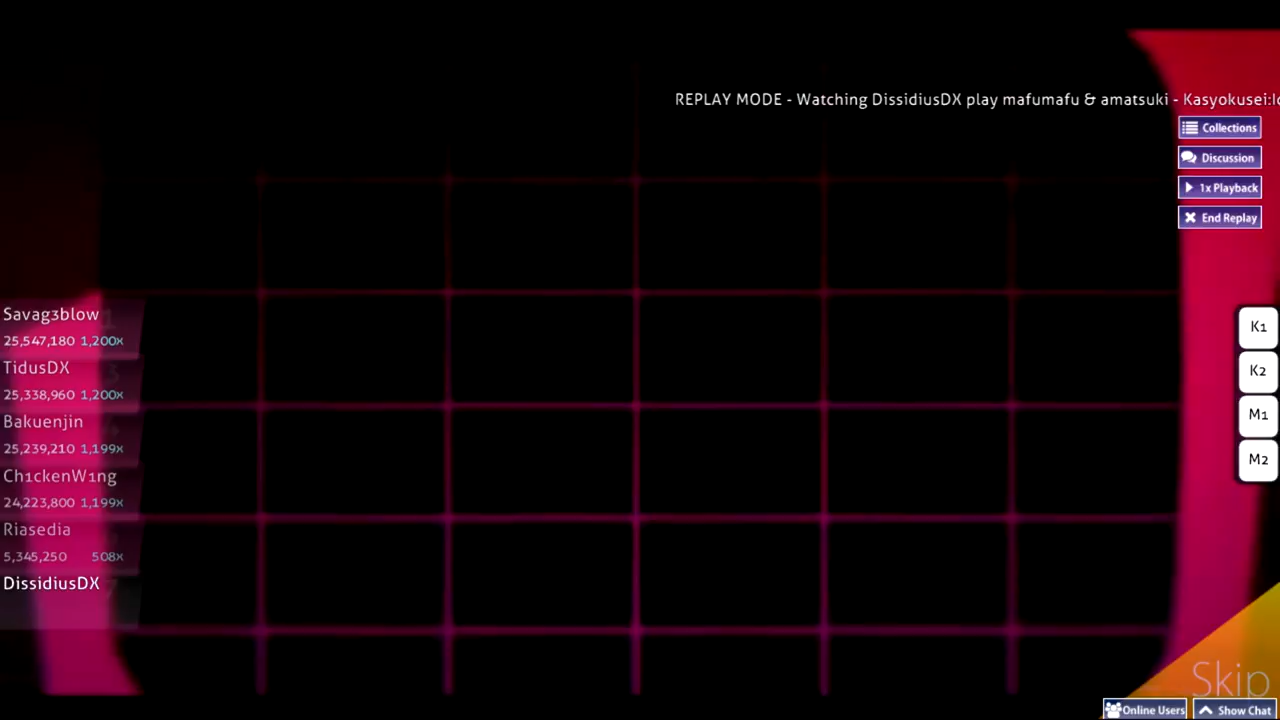 REPLAY MODE - Watching DissidiusDX play mafumafu & amatsuki - Kasyokusei:Id
Collections
Discussion
1x Playback
End Replay
Savag3blow
25,547,180 1,200x
TidusDX
25,338,960 1,200x
Bakuenjin
25,239,210 1,199x
Ch1ckenW1ng
24,223,800 1,199x
Riasedia
5,345,250 508x
DissidiusDX
K1
K2
M1
M2
Skip
Online Users
Show Chat